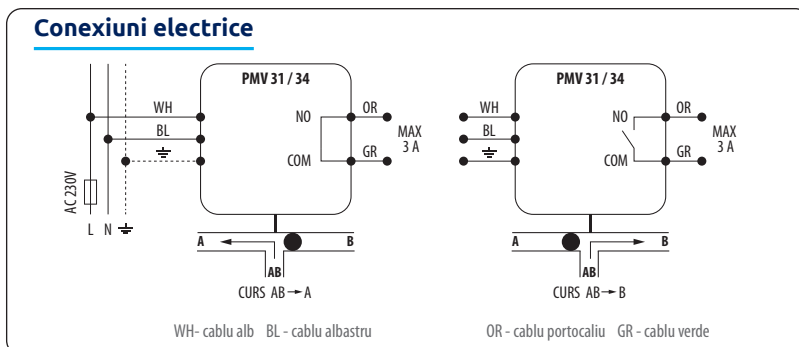 Conexiuni electrice
PMV 31 / 34
WH
BL
NO
COM
OR
GR
MAX
3 A
AC 230V
L N
A
B
AB
CURS AB→A
PMV 31 / 34
WH
BL
NO
COM
OR
GR
MAX
3 A
A
B
AB
CURS AB→B
WH- cablu alb BL - cablu albastru
OR - cablu portocaliu GR - cablu verde